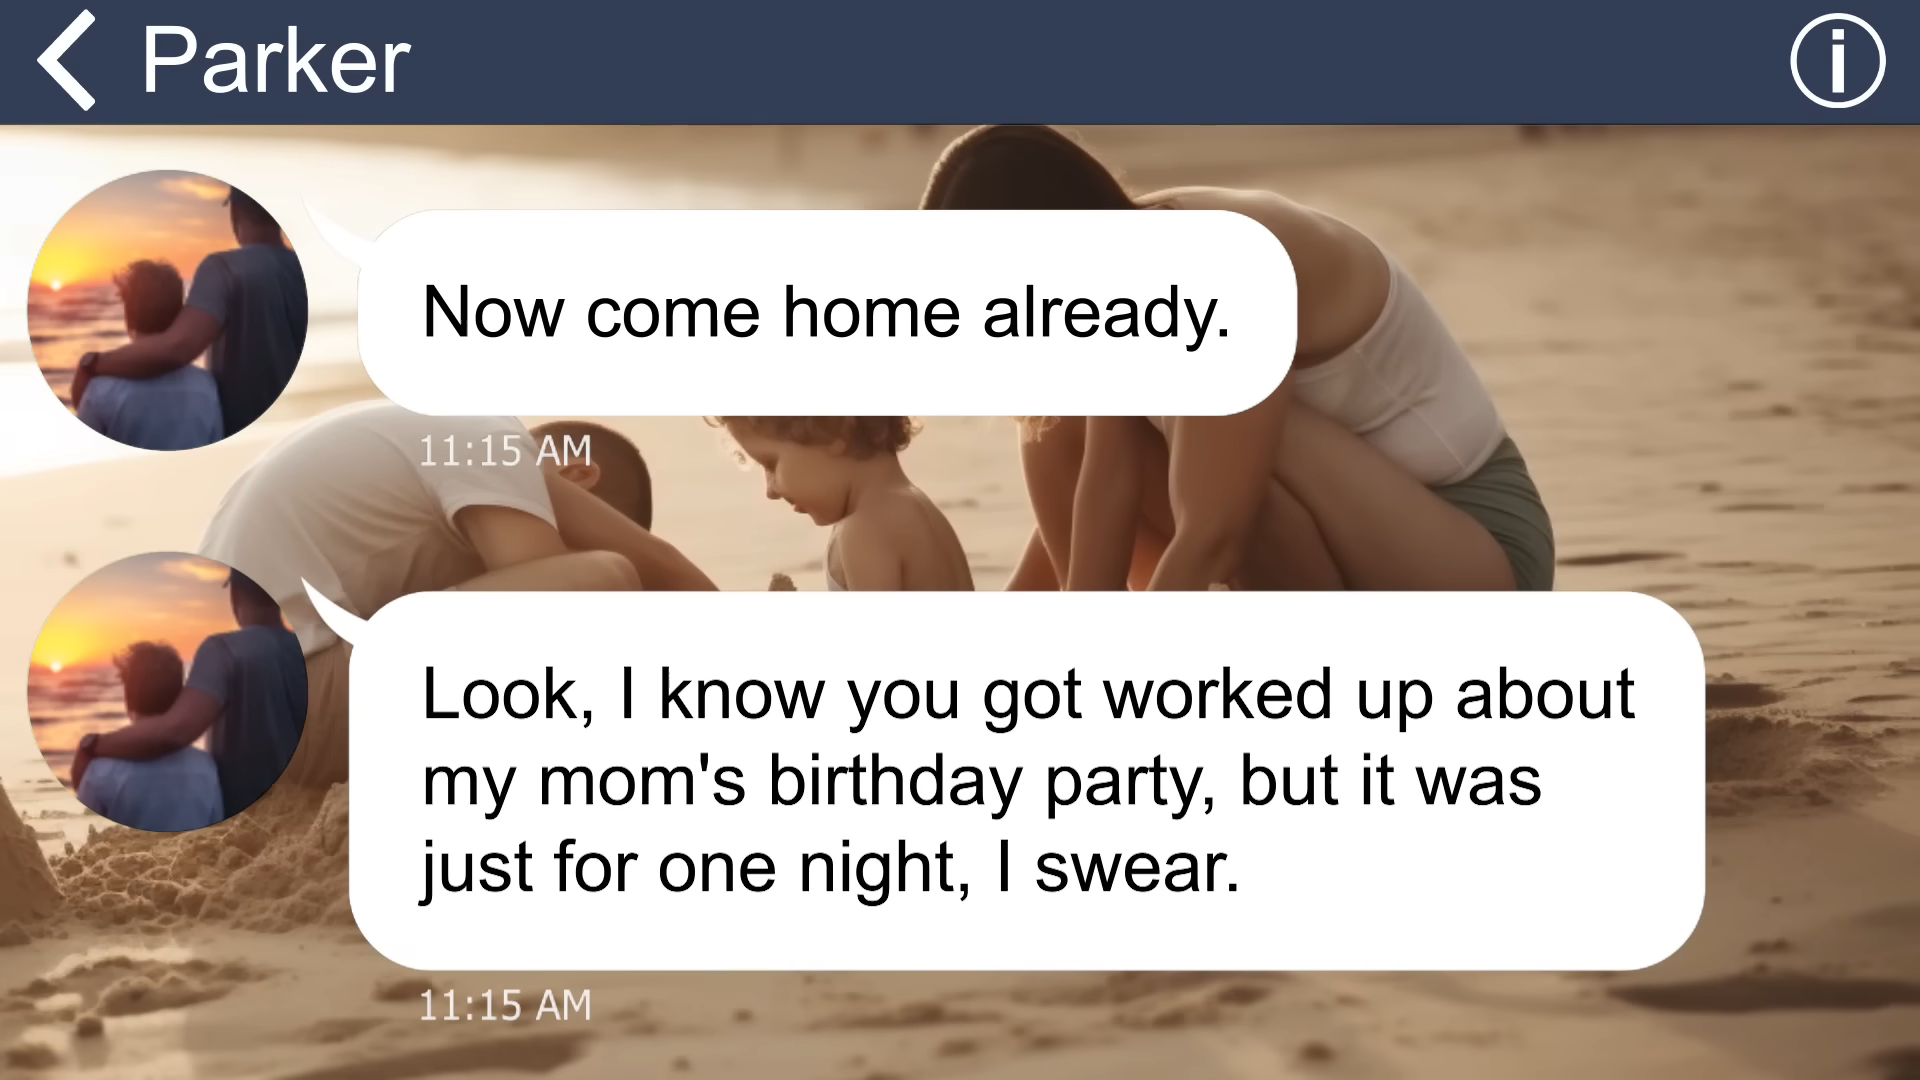 Parker
Now come home already.
11:15 AM
Look, I know you got worked up about
my mom's birthday party, but it was
just for one night, I swear.
11:15 AM